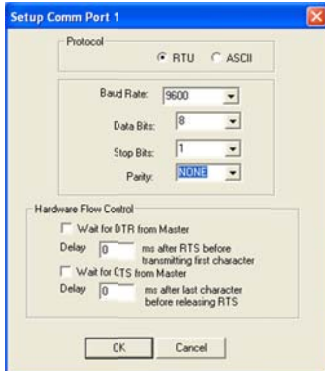 Setup Comm Port 1
Protocol
RTU
ASCII
Baud Rate: 9600
Data Bits: 8
Stop Bits: 1
Parity: NONE
Hardware Flow Control
Wait for DTR from Master
Delay 0 ms after RTS before transmitting first character
Wait for CTS from Master
Delay 0 ms after last character before releasing RTS
OK
Cancel